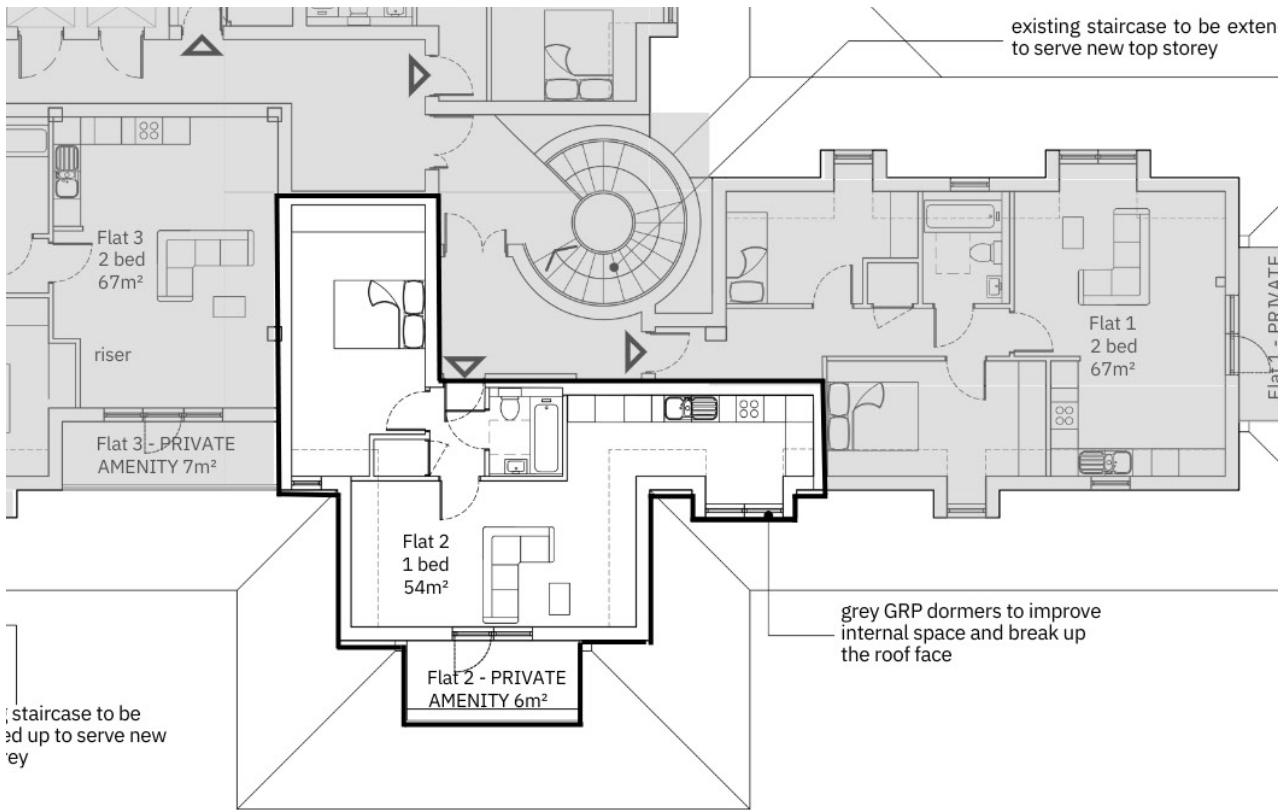 existing staircase to be exten
to serve new top storey
Flat 3
2 bed
67m²
riser
Flat 3 - PRIVATE
AMENITY 7m²
Flat 1
2 bed
67m²
Flat 1 - PRIVATE
Flat 2
1 bed
54m²
Flat 2 - PRIVATE
AMENITY 6m²
grey GRP dormers to improve
internal space and break up
the roof face
staircase to be
ed up to serve new
rey